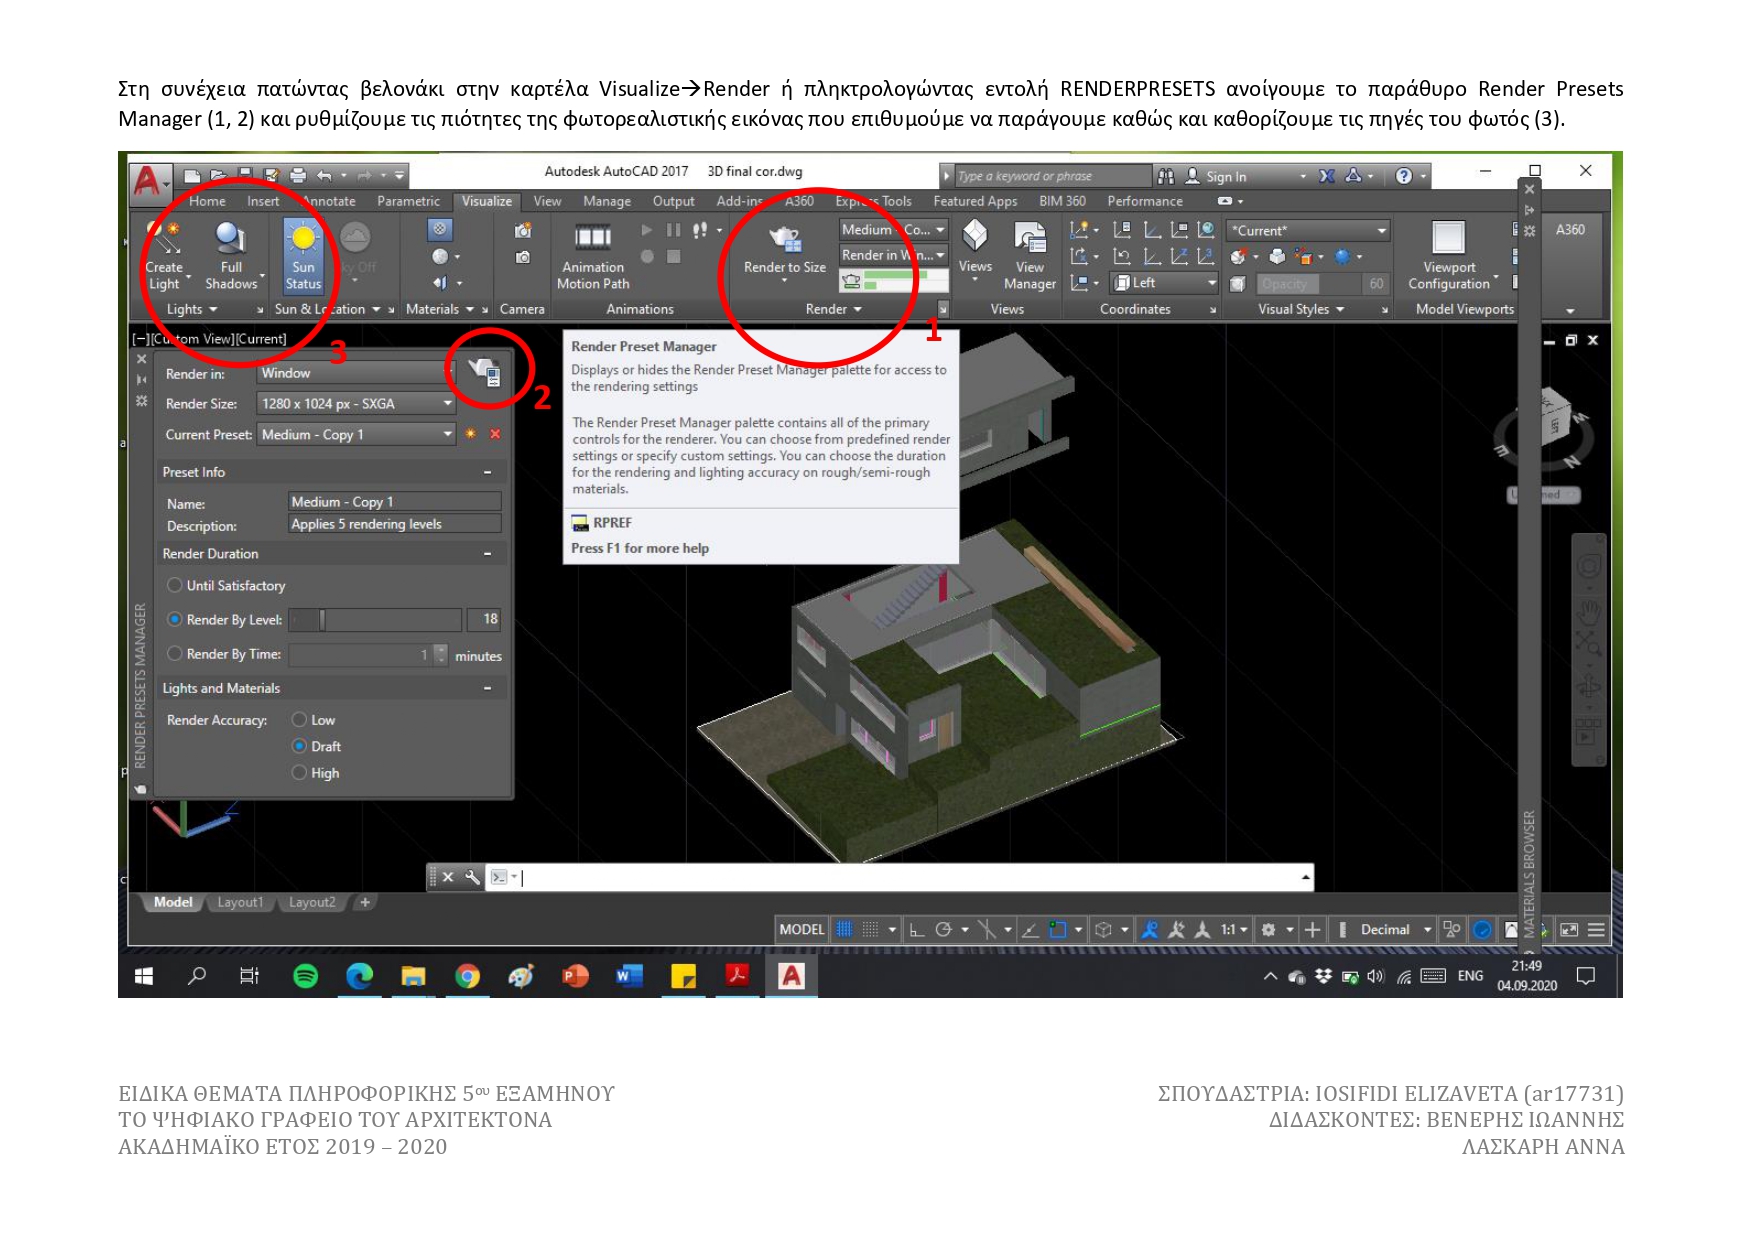 Στη συνέχεια πατώντας βελονάκι στην καρτέλα Visualize→Render ή πληκτρολογώντας εντολή RENDERPRESETS ανοίγουμε το παράθυρο Render Presets
Manager (1, 2) και ρυθμίζουμε τις πιότητες της φωτορεαλιστικής εικόνας που επιθυμούμε να παράγουμε καθώς και καθορίζουμε τις πηγές του φωτός (3).
Autodesk AutoCAD 2017 3D final cor.dwg
Type a keyword or phrase
Sign In
Home Insert Annotate Parametric Visualize View Manage Output Add-ins A360 Express Tools Featured Apps BIM 360 Performance
Create Light
Full Shadows
Sun Status
Sky Off
Animation Motion Path
Render to Size
Medium - Co...
Render in Win...
Views
View Manager
*Current*
Left
Opacity 60
Viewport Configuration
A360
Lights Sun & Location Materials Camera Animations Render Views Coordinates Visual Styles Model Viewports
1
2
3
[−][Custom View][Current]
Render in: Window
Render Size: 1280 x 1024 px - SXGA
Current Preset: Medium - Copy 1
Preset Info
Name: Medium - Copy 1
Description: Applies 5 rendering levels
Render Duration
Until Satisfactory
Render By Level: 18
Render By Time: 1 minutes
Lights and Materials
Render Accuracy: Low
Draft
High
RENDER PRESETS MANAGER
Render Preset Manager
Displays or hides the Render Preset Manager palette for access to
the rendering settings
The Render Preset Manager palette contains all of the primary
controls for the renderer. You can choose from predefined render
settings or specify custom settings. You can choose the duration
for the rendering and lighting accuracy on rough/semi-rough
materials.
RPREF
Press F1 for more help
MATERIALS BROWSER
Model Layout1 Layout2 +
MODEL 1:1 Decimal
ENG
21:49
04.09.2020
ΕΙΔΙΚΑ ΘΕΜΑΤΑ ΠΛΗΡΟΦΟΡΙΚΗΣ 5ου ΕΞΑΜΗΝΟΥ
ΤΟ ΨΗΦΙΑΚΟ ΓΡΑΦΕΙΟ ΤΟΥ ΑΡΧΙΤΕΚΤΟΝΑ
ΑΚΑΔΗΜΑΪΚΟ ΕΤΟΣ 2019 – 2020
ΣΠΟΥΔΑΣΤΡΙΑ: IOSIFIDI ELIZAVETA (ar17731)
ΔΙΔΑΣΚΟΝΤΕΣ: ΒΕΝΕΡΗΣ ΙΩΑΝΝΗΣ
ΛΑΣΚΑΡΗ ΑΝΝΑ